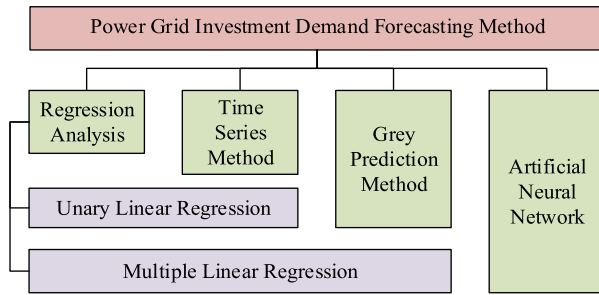 Power Grid Investment Demand Forecasting Method
Regression
Analysis
Time
Series
Method
Grey
Prediction
Method
Artificial
Neural
Network
Unary Linear Regression
Multiple Linear Regression